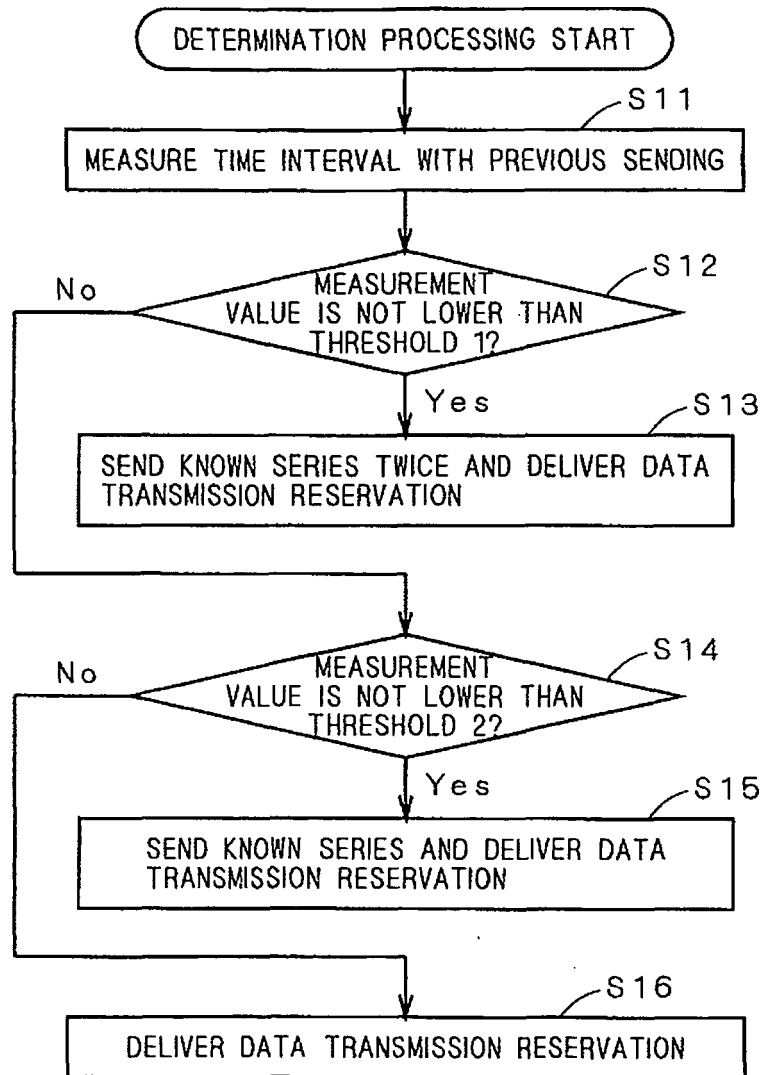 DETERMINATION PROCESSING START
S11
MEASURE TIME INTERVAL WITH PREVIOUS SENDING
S12
No
MEASUREMENT
VALUE IS NOT LOWER THAN
THRESHOLD 1?
Yes
S13
SEND KNOWN SERIES TWICE AND DELIVER DATA
TRANSMISSION RESERVATION
S14
No
MEASUREMENT
VALUE IS NOT LOWER THAN
THRESHOLD 2?
Yes
S15
SEND KNOWN SERIES AND DELIVER DATA
TRANSMISSION RESERVATION
S16
DELIVER DATA TRANSMISSION RESERVATION